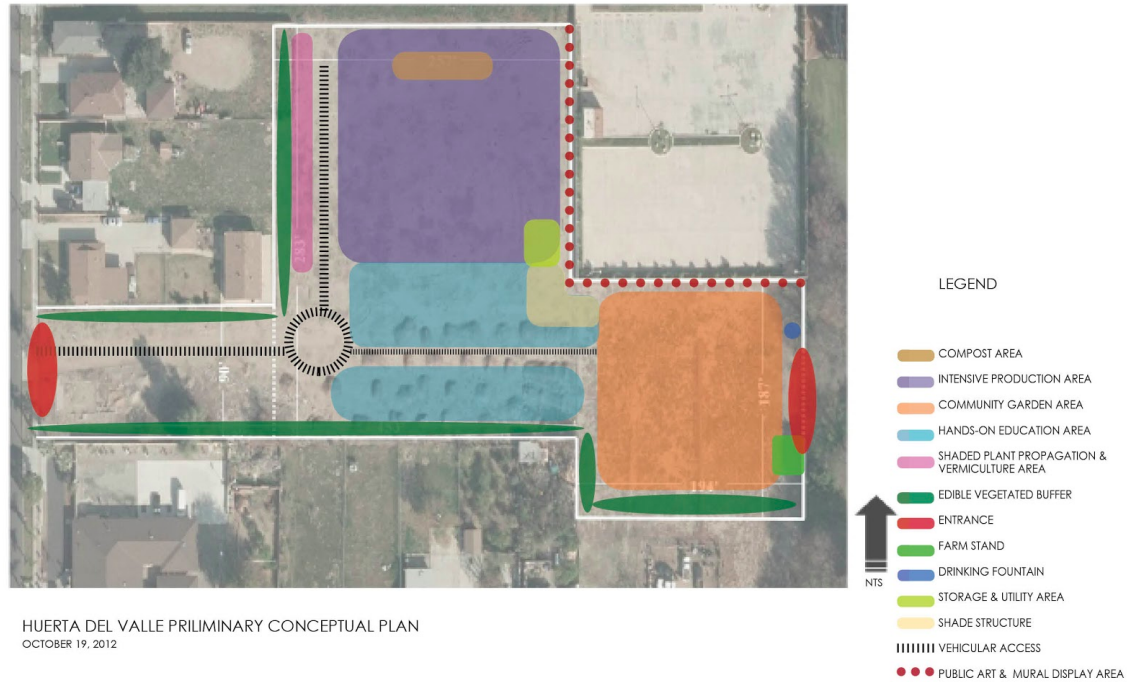 283'
90'
187'
194'
LEGEND
COMPOST AREA
INTENSIVE PRODUCTION AREA
COMMUNITY GARDEN AREA
HANDS-ON EDUCATION AREA
SHADED PLANT PROPAGATION &
VERMICULTURE AREA
EDIBLE VEGETATED BUFFER
ENTRANCE
FARM STAND
DRINKING FOUNTAIN
STORAGE & UTILITY AREA
SHADE STRUCTURE
VEHICULAR ACCESS
PUBLIC ART & MURAL DISPLAY AREA
NTS
HUERTA DEL VALLE PRILIMINARY CONCEPTUAL PLAN
OCTOBER 19, 2012